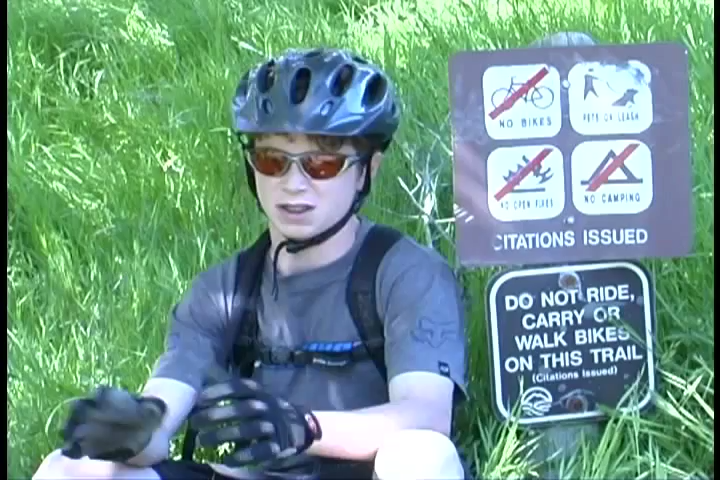 NO BIKES
PETS ON LEASH
NO OPEN FIRES
NO CAMPING
CITATIONS ISSUED
DO NOT RIDE,
CARRY OR
WALK BIKES
ON THIS TRAIL
(Citations Issued)